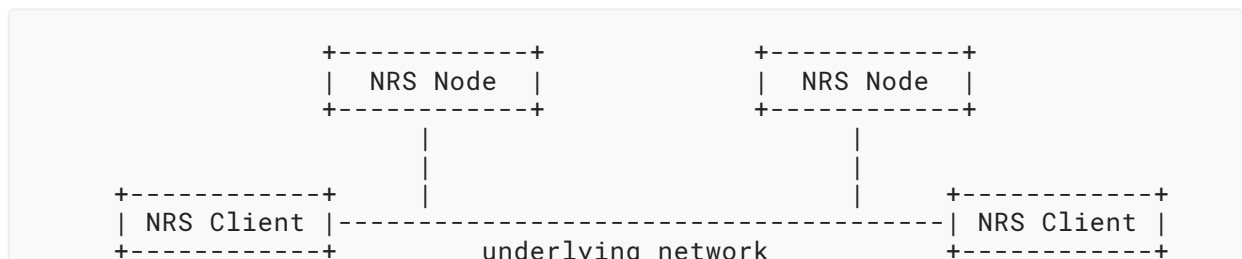 +------------+ +------------+
| NRS Node | | NRS Node |
+------------+ +------------+
| |
| |
+------------+ | | +------------+
| NRS Client |--------------------------------------| NRS Client |
+------------+ underlying network +------------+